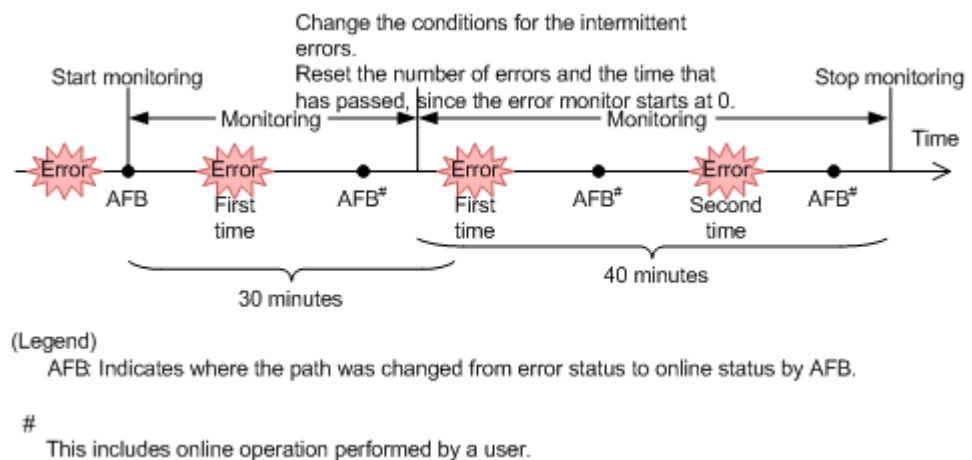 Change the conditions for the intermittent
errors.
Reset the number of errors and the time that
has passed, since the error monitor starts at 0.
Start monitoring
Stop monitoring
Monitoring
Monitoring
Time
Error
Error
Error
Error
AFB
First
time
AFB#
First
time
AFB#
Second
time
AFB#
30 minutes
40 minutes
(Legend)
AFB: Indicates where the path was changed from error status to online status by AFB.
#
This includes online operation performed by a user.